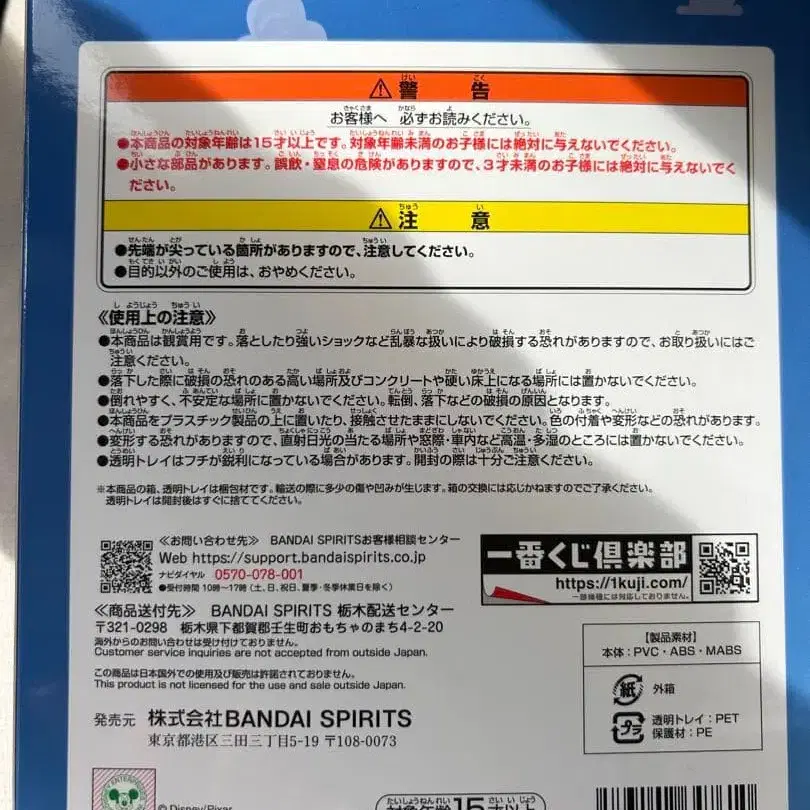 ⚠警告
お客様へ 必ずお読みください。
●本商品の対象年齢は15才以上です。対象年齢未満のお子様には絶対に与えないでください。
●小さな部品があります。誤飲・窒息の危険がありますので、3才未満のお子様には絶対に与えないでく
ださい。
⚠注意
●先端が尖っている箇所がありますので、注意してください。
●目的以外のご使用は、おやめください。
《使用上の注意》
●本商品は観賞用です。落としたり強いショックなど乱暴な扱いにより破損する恐れがありますので、お取り扱いにはご
注意ください。
●落下した際に破損の恐れのある高い場所及びコンクリートや硬い床上になる場所には置かないでください。
●倒れやすく、不安定な場所に置かないでください。転倒、落下などの破損の原因となります。
●本商品をプラスチック製品の上に置いたり、接触させたままにしないでください。色の付着や変形などの恐れがあります。
●変形する恐れがありますので、直射日光の当たる場所や窓際・車内など高温・多湿のところには置かないでください。
●透明トレイはフチが鋭利になっている場合があります。開封の際は十分ご注意ください。
※本商品の箱、透明トレイは梱包材です。輸送の際に多少の傷や凹みが生じます。箱の交換には応じかねますのでご了承ください。
透明トレイは開封後はすぐに捨ててください。
≪お問い合わせ先≫ BANDAI SPIRITSお客様相談センター
Web https://support.bandaispirits.co.jp
ナビダイヤル 0570-078-001
●受付時間 10時〜17時(土、日、祝日、夏季・冬季休業日を除く)
一番くじ倶楽部
https://1kuji.com/
一部機種には対応しておりません。
≪商品送付先≫ BANDAI SPIRITS 栃木配送センター
〒321-0298 栃木県下都賀郡壬生町おもちゃのまち4-2-20
海外からのお問い合わせは受け付けておりません。
Customer service inquiries are not accepted from outside Japan.
この商品は日本国外での使用及び販売は許諾されておりません。
This product is not licensed for the use and sale outside Japan.
発売元 株式会社BANDAI SPIRITS
東京都港区三田三丁目5-19 〒108-0073
【製品素材】
本体:PVC・ABS・MABS
紙 外箱
プラ 透明トレイ:PET
保護材:PE
© Disney/Pixar
対象年齢15才以上